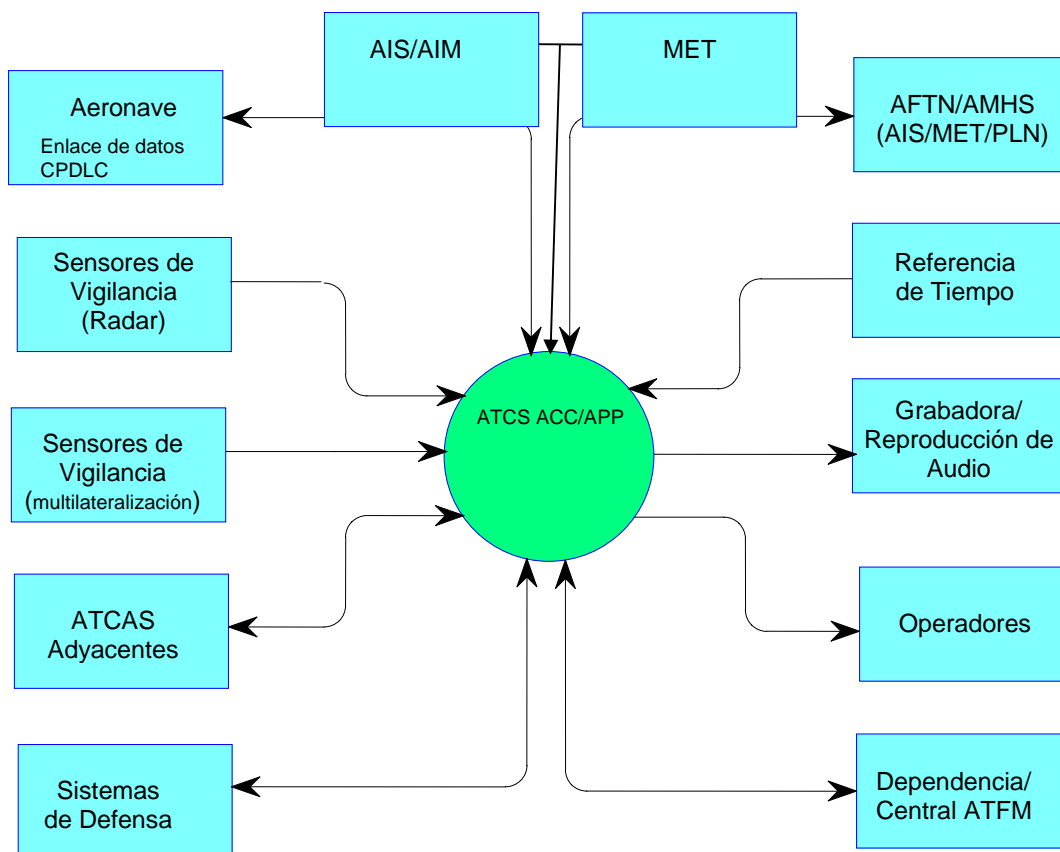 AIS/AIM
MET
Aeronave
Enlace de datos
CPDLC
AFTN/AMHS
(AIS/MET/PLN)
Sensores de
Vigilancia
(Radar)
Referencia
de Tiempo
ATCS ACC/APP
Grabadora/
Reproducción de
Audio
Sensores de
Vigilancia
(multilateralización)
ATCAS
Adyacentes
Operadores
Sistemas
de Defensa
Dependencia/
Central ATFM